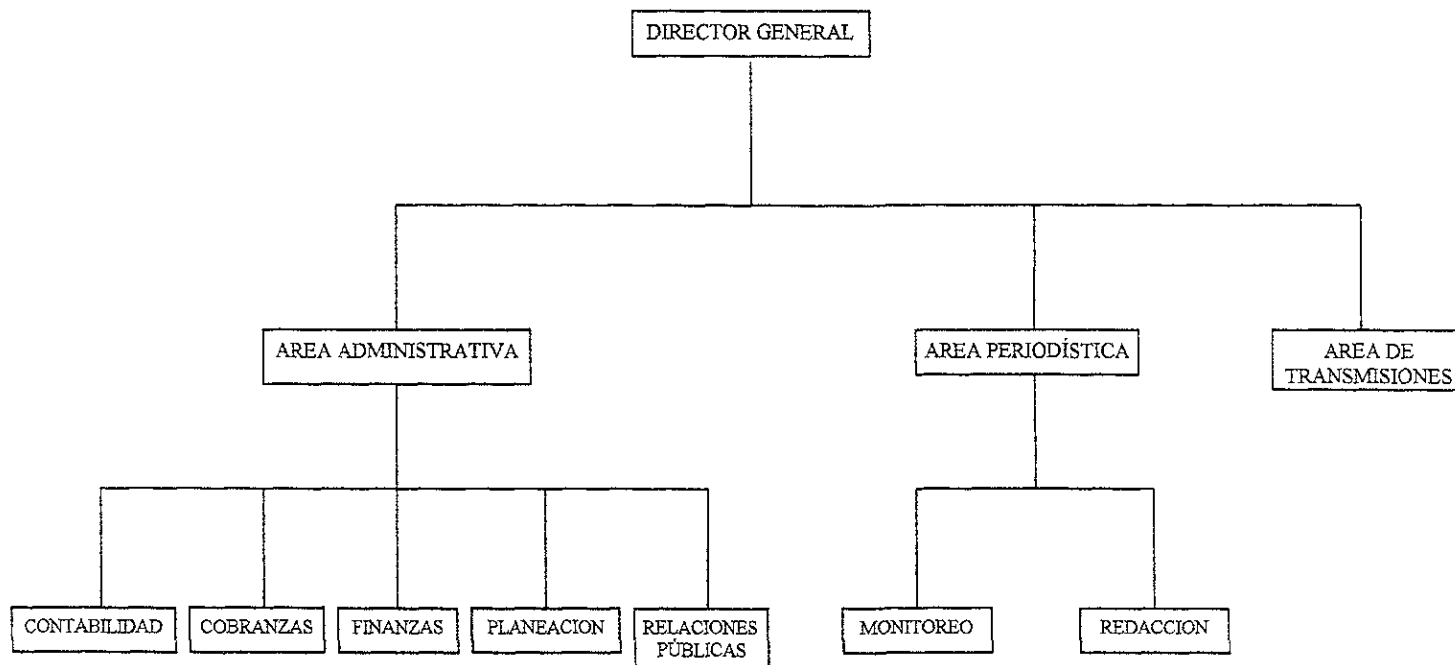 DIRECTOR GENERAL
AREA ADMINISTRATIVA
AREA PERIODÍSTICA
AREA DE
TRANSMISIONES
CONTABILIDAD
COBRANZAS
FINANZAS
PLANEACION
RELACIONES
PÚBLICAS
MONITOREO
REDACCION